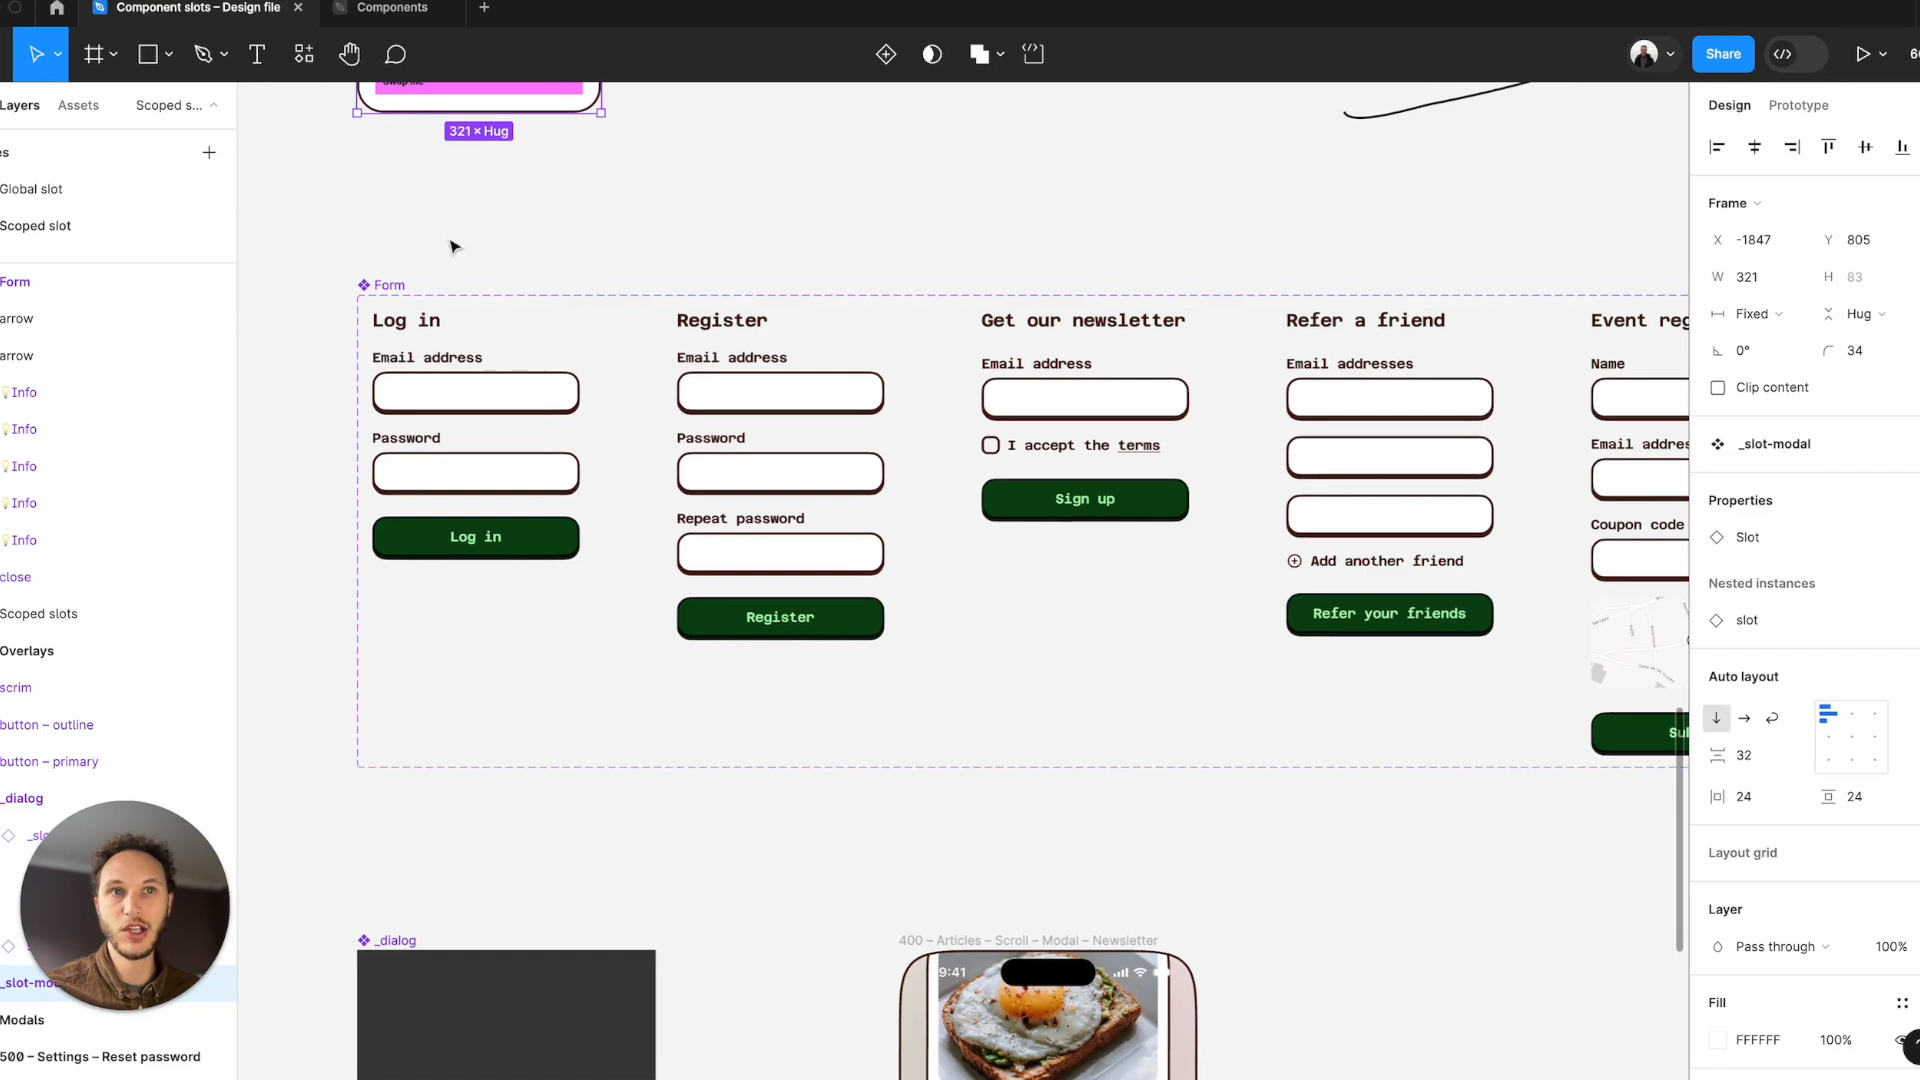 Component slots – Design file
Components
Share
Layers
Assets
Scoped s...
Global slot
Scoped slot
Form
arrow
arrow
Info
Info
Info
Info
Info
close
Scoped slots
Overlays
scrim
button – outline
button – primary
_dialog
Modals
500 – Settings – Reset password
321 × Hug
Form
Log in
Email address
Password
Log in
Register
Email address
Password
Repeat password
Register
Get our newsletter
Email address
I accept the terms
Sign up
Refer a friend
Email addresses
Add another friend
Refer your friends
Name
Coupon code
_dialog
400 – Articles – Scroll – Modal – Newsletter
9:41
Design
Prototype
Frame
X -1847
Y 805
W 321
H 83
Fixed
Hug
0°
34
Clip content
_slot-modal
Properties
Slot
Nested instances
slot
Auto layout
32
24
24
Layout grid
Layer
Pass through
100%
Fill
FFFFFF
100%